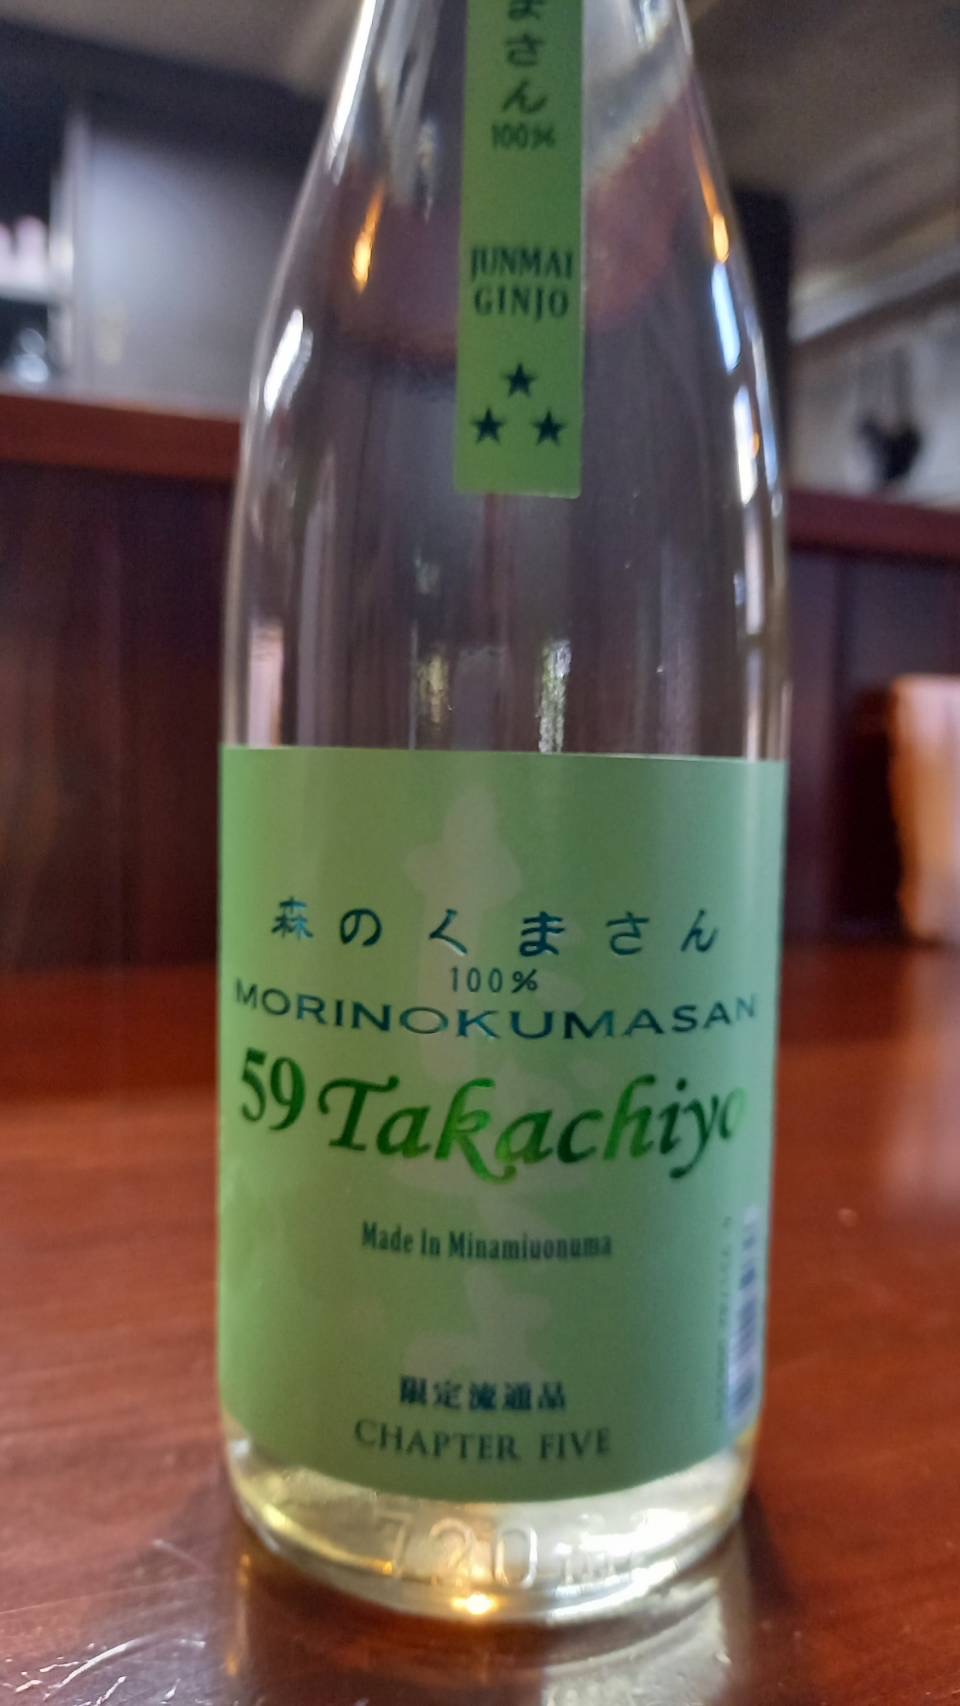 まさん
100%
JUNMAI
GINJO
森のくまさん
100%
MORINOKUMASAN
59 Takachiyo
Made In Minamiuonuma
限定流通品
CHAPTER FIVE
720ml